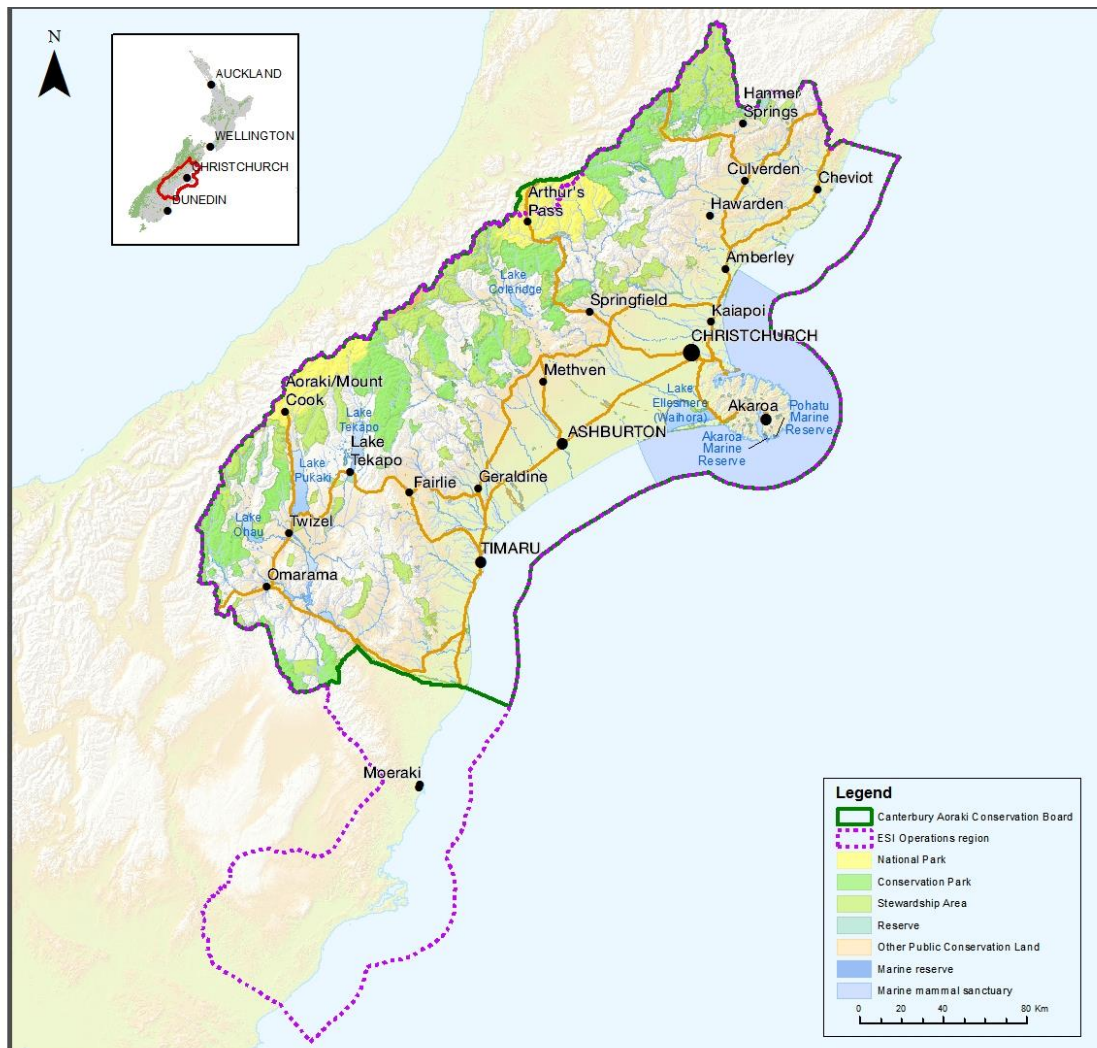 N
AUCKLAND
WELLINGTON
CHRISTCHURCH
DUNEDIN
Hanmer
Springs
Culverden
Cheviot
Hawarden
Arthur's
Pass
Amberley
Lake
Coleridge
Springfield
Kaiapoi
CHRISTCHURCH
Methven
Aoraki/Mount
Cook
Lake
Ellesmere
(Waihora)
Akaroa
Pohatu
Marine
Reserve
Akaroa
Marine
Reserve
Lake
Tekapo
ASHBURTON
Lake
Tekapo
Lake
Pukaki
Fairlie
Geraldine
Twizel
Lake
Ohau
TIMARU
Omarama
Moeraki
Legend
Canterbury Aoraki Conservation Board
ESI Operations region
National Park
Conservation Park
Stewardship Area
Reserve
Other Public Conservation Land
Marine reserve
Marine mammal sanctuary
0 20 40 80 Km